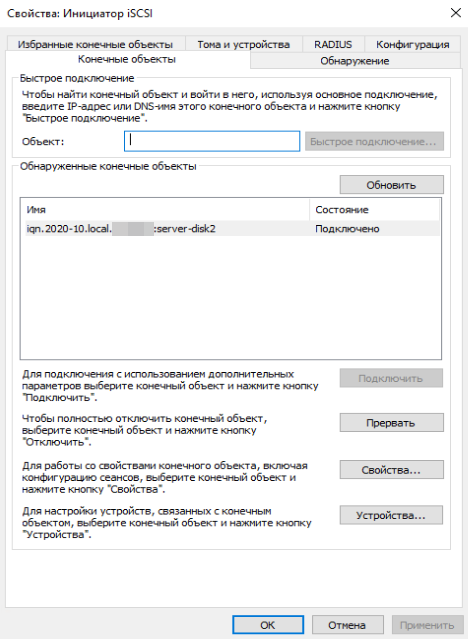 Свойства: Инициатор iSCSI
Избранные конечные объекты Тома и устройства RADIUS Конфигурация
Конечные объекты Обнаружение
Быстрое подключение
Чтобы найти конечный объект и войти в него, используя основное подключение,
введите IP-адрес или DNS-имя этого конечного объекта и нажмите кнопку
"Быстрое подключение".
Объект: Быстрое подключение...
Обнаруженные конечные объекты
Обновить
Имя Состояние
iqn.2020-10.local. :server-disk2 Подключено
Для подключения с использованием дополнительных
параметров выберите конечный объект и нажмите кнопку
"Подключить".
Подключить
Чтобы полностью отключить конечный объект,
выберите конечный объект и нажмите кнопку
"Отключить".
Прервать
Для работы со свойствами конечного объекта, включая
конфигурацию сеансов, выберите конечный объект и
нажмите кнопку "Свойства".
Свойства...
Для настройки устройств, связанных с конечным
объектом, выберите конечный объект и нажмите кнопку
"Устройства".
Устройства...
ОК Отмена Применить